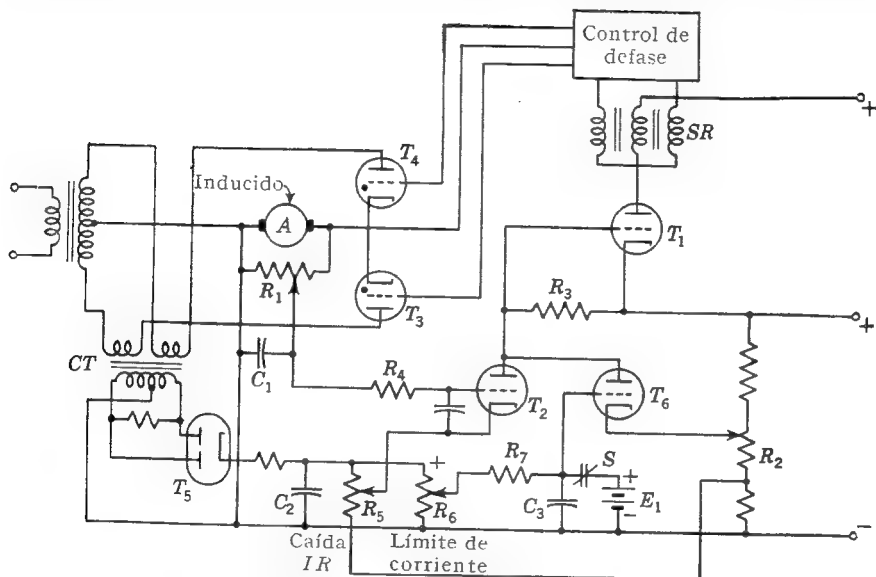 Control de
defase
+
SR
T4
Inducido
A
T1
R1
T3
R3
+
CT
C1
R4
T2
T6
R2
T5
+
R7
S
+
C2
R5
R6
C3
E1
-
-
Caída
IR
Límite de
corriente